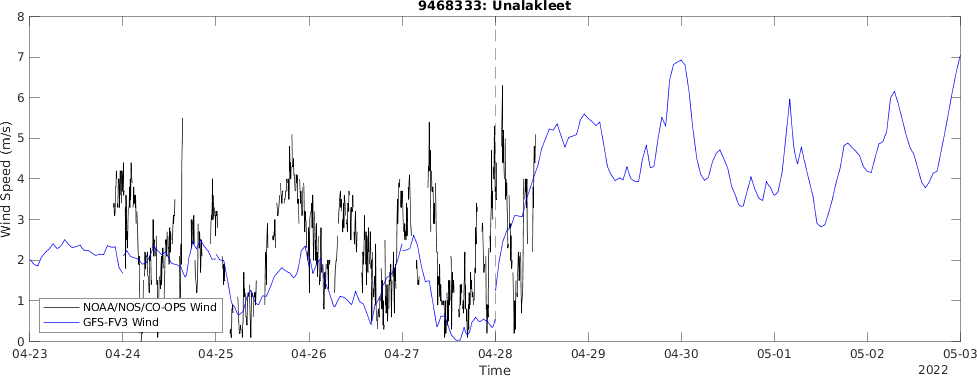 9468333: Unalakleet
8
7
6
5
4
3
2
1
0
Wind Speed (m/s)
NOAA/NOS/CO-OPS Wind
GFS-FV3 Wind
04-23 04-24 04-25 04-26 04-27 04-28 04-29 04-30 05-01 05-02 05-03
Time
2022